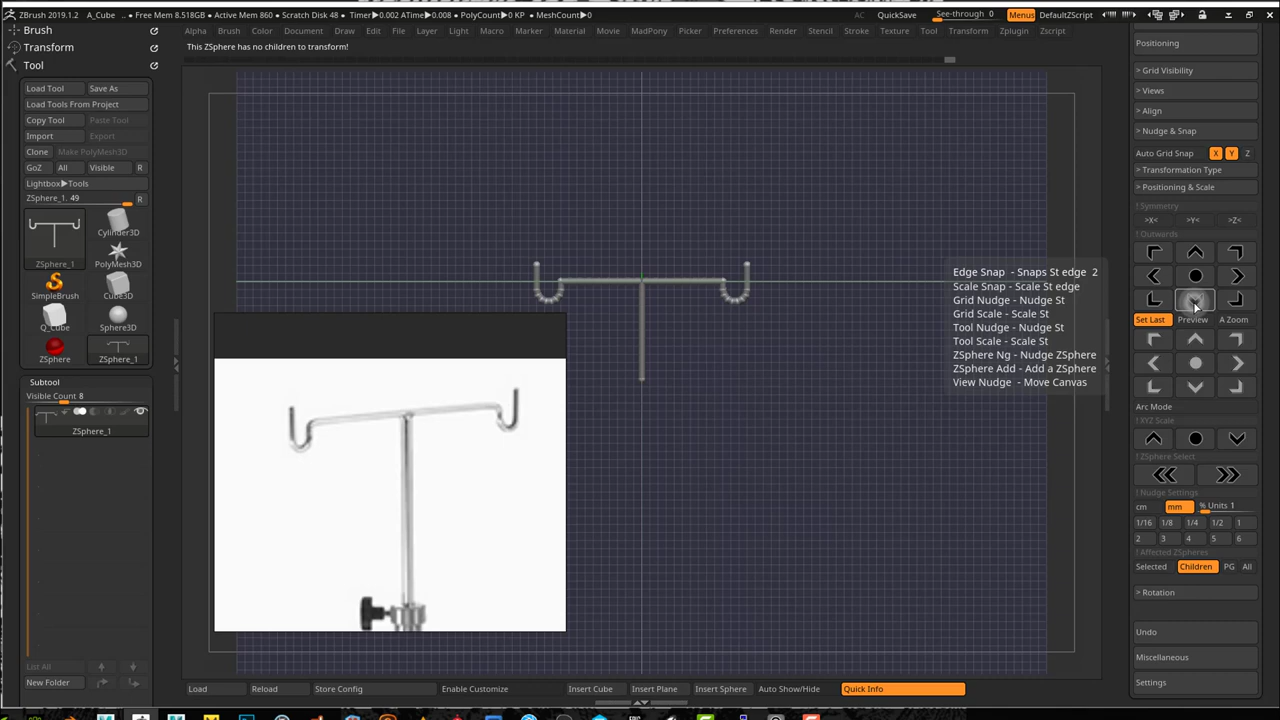 ZBrush 2019.1.2 A_Cube .. • Free Mem 8.518GB • Active Mem 860 • Scratch Disk 48 • Timer▶0.002 ATime▶0.008 • PolyCount▶0 KP • MeshCount▶0
AC QuickSave See-through 0 Menus DefaultZScript
Brush
Transform
Tool
Alpha Brush Color Document Draw Edit File Layer Light Macro Marker Material Movie MadPony Picker Preferences Render Stencil Stroke Texture Tool Transform Zplugin Zscript
This ZSphere has no children to transform!
Load Tool Save As
Load Tools From Project
Copy Tool Paste Tool
Import Export
Clone Make PolyMesh3D
GoZ All Visible R
Lightbox▶Tools
ZSphere_1. 49 R
ZSphere_1 Cylinder3D
PolyMesh3D
SimpleBrush Cube3D
Q_Cube Sphere3D
ZSphere ZSphere_1
Subtool
Visible Count 8
ZSphere_1
List All
New Folder
Edge Snap - Snaps St edge 2
Scale Snap - Scale St edge
Grid Nudge - Nudge St
Grid Scale - Scale St
Tool Nudge - Nudge St
Tool Scale - Scale St
ZSphere Ng - Nudge ZSphere
ZSphere Add - Add a ZSphere
View Nudge - Move Canvas
Positioning
> Grid Visibility
> Views
> Align
> Nudge & Snap
Auto Grid Snap X Y Z
> Transformation Type
> Positioning & Scale
! Symmetry
>X< >Y< >Z<
! Outwards
Set Last Preview A Zoom
Arc Mode
! XYZ Scale
! ZSphere Select
! Nudge Settings
cm mm % Units 1
1/16 1/8 1/4 1/2 1
2 3 4 5 6
! Affected ZSpheres
Selected Children PG All
> Rotation
Undo
Miscellaneous
Settings
Load Reload Store Config Enable Customize Insert Cube Insert Plane Insert Sphere Auto Show/Hide Quick Info